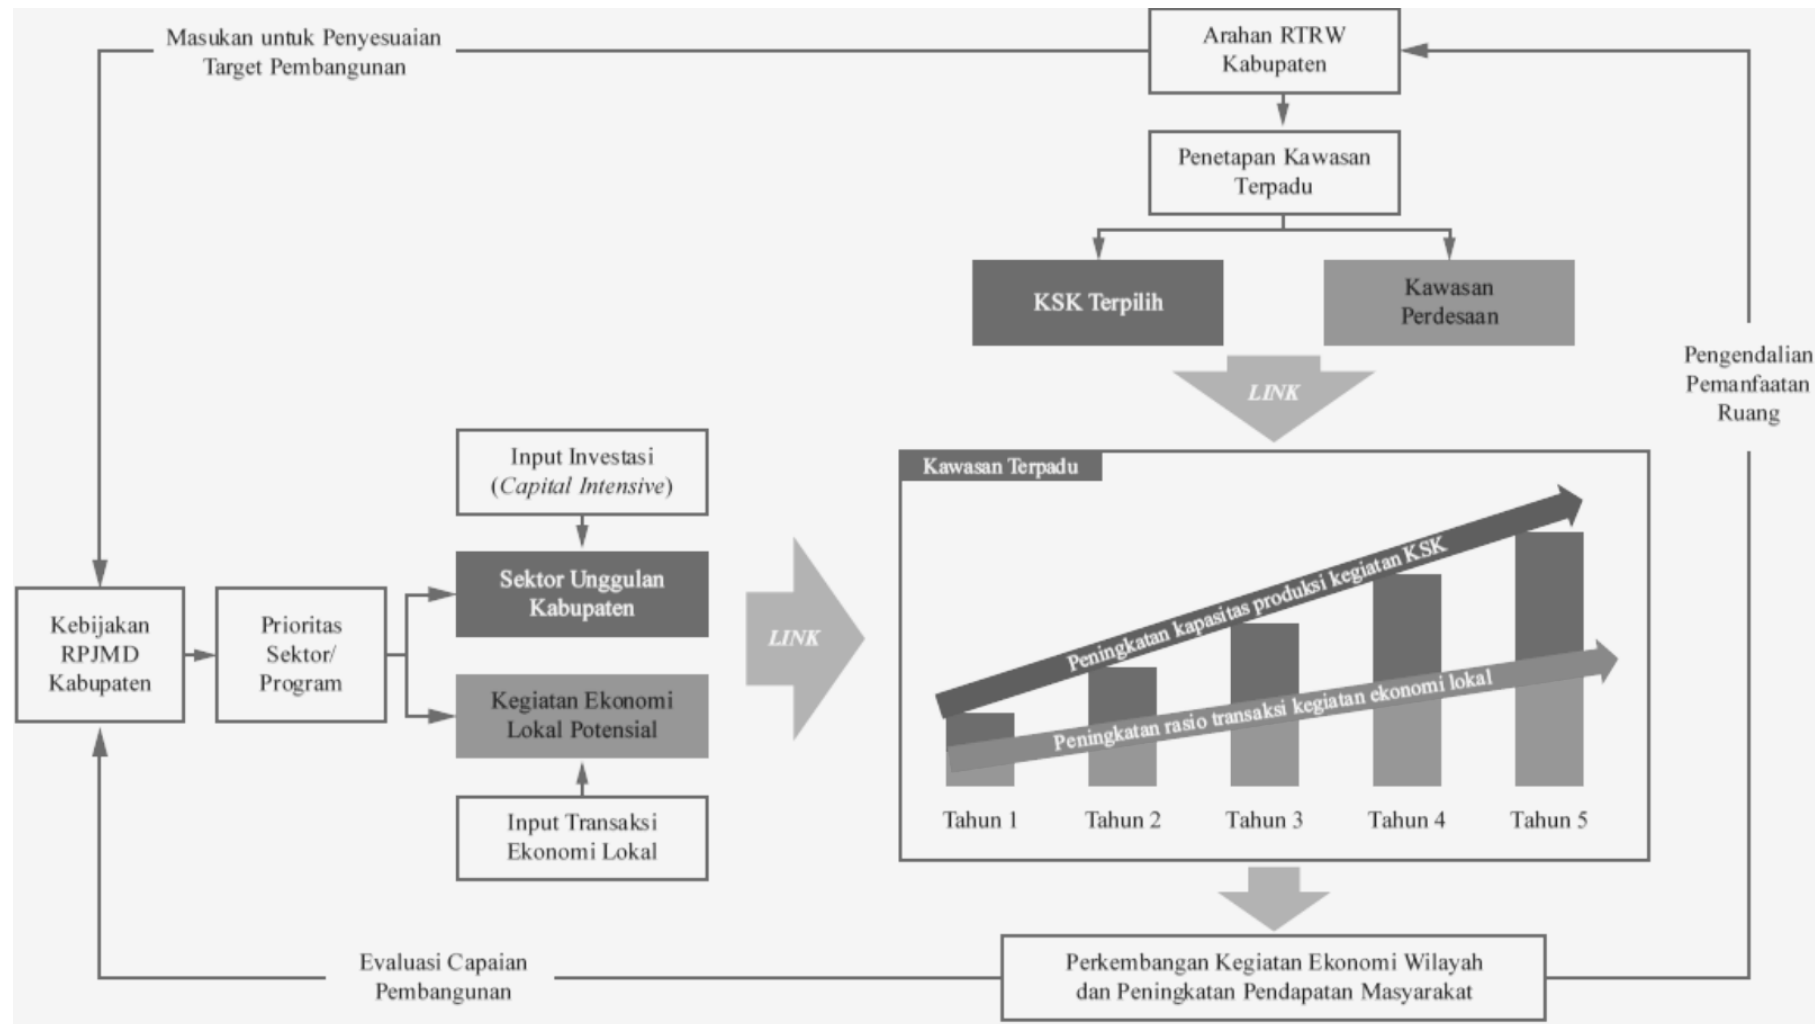 Masukan untuk Penyesuaian
Target Pembangunan
Arahan RTRW
Kabupaten
Penetapan Kawasan
Terpadu
KSK Terpilih
Kawasan
Perdesaan
LINK
Pengendalian
Pemanfaatan
Ruang
Input Investasi
(Capital Intensive)
Sektor Unggulan
Kabupaten
Kebijakan
RPJMD
Kabupaten
Prioritas
Sektor/
Program
Kegiatan Ekonomi
Lokal Potensial
Input Transaksi
Ekonomi Lokal
LINK
Kawasan Terpadu
Peningkatan kapasitas produksi kegiatan KSK
Peningkatan rasio transaksi kegiatan ekonomi lokal
Tahun 1
Tahun 2
Tahun 3
Tahun 4
Tahun 5
Evaluasi Capaian
Pembangunan
Perkembangan Kegiatan Ekonomi Wilayah
dan Peningkatan Pendapatan Masyarakat